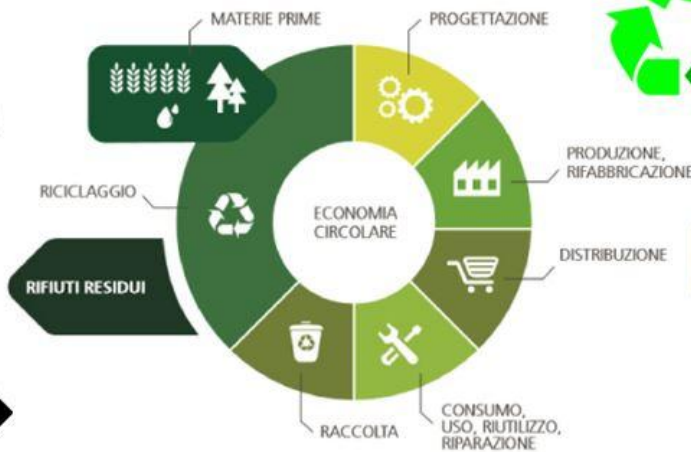 MATERIE PRIME
PROGETTAZIONE
PRODUZIONE,
RIFABBRICAZIONE
RICICLAGGIO
ECONOMIA
CIRCOLARE
DISTRIBUZIONE
RIFIUTI RESIDUI
CONSUMO,
USO, RIUTILIZZO,
RIPARAZIONE
RACCOLTA